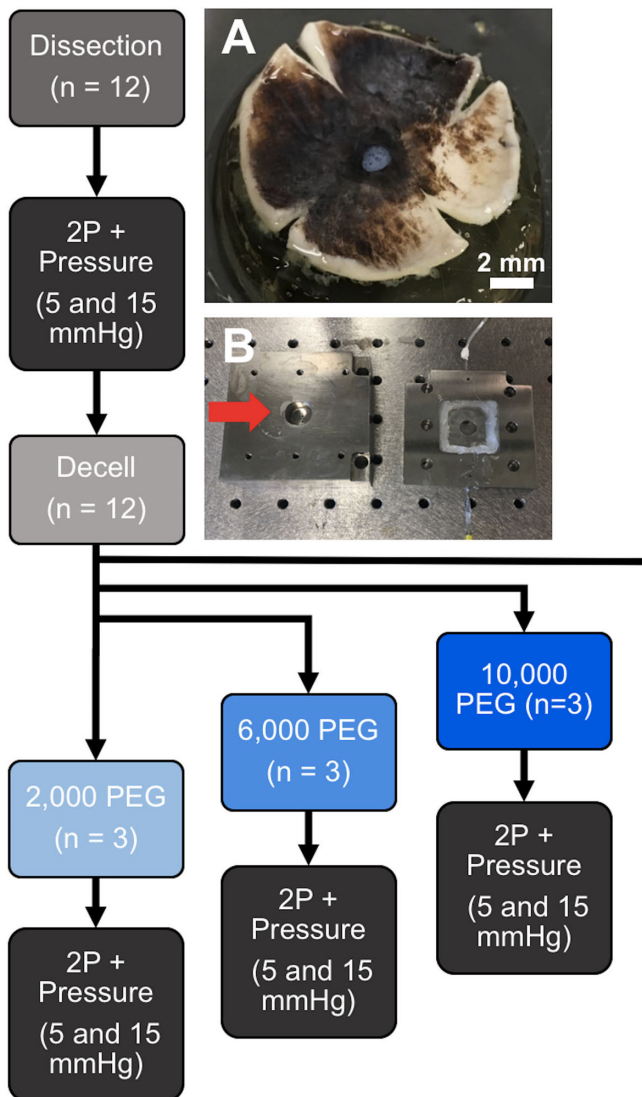 Dissection
(n = 12)
A
2 mm
2P +
Pressure
(5 and 15
mmHg)
B
Decell
(n = 12)
10,000
PEG (n=3)
6,000 PEG
(n = 3)
2,000 PEG
(n = 3)
2P +
Pressure
(5 and 15
mmHg)
2P +
Pressure
(5 and 15
mmHg)
2P +
Pressure
(5 and 15
mmHg)